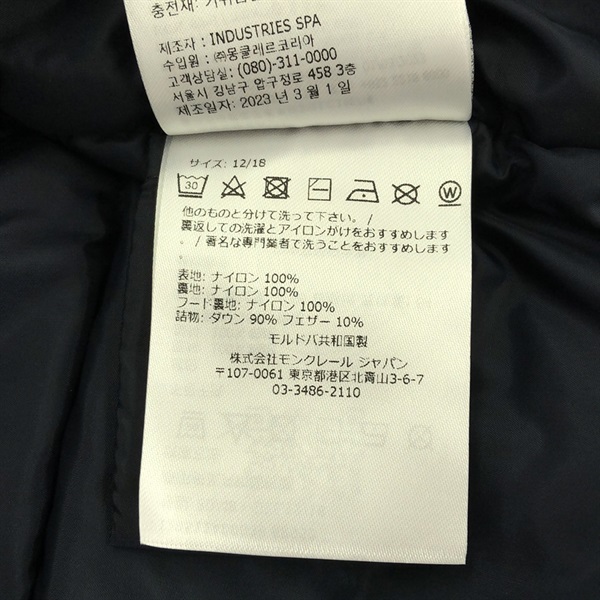 제조자 : INDUSTRIES SPA
수입원 : ㈜몽클레르코리아
고객상담실: (080)-311-0000
서울시 강남구 압구정로 458 3층
제조일자: 2023 년 3 월 1 일
サイズ: 12/18
30
W
他のものと分けて洗って下さい。/
裏返しての洗濯とアイロンがけをおすすめします
。/ 著名な専門業者で洗うことをおすすめします
表地: ナイロン 100%
裏地: ナイロン 100%
フード裏地: ナイロン 100%
詰物: ダウン 90% フェザー 10%
モルドバ共和国製
株式会社モンクレール ジャパン
〒107-0061 東京都港区北青山3-6-7
03-3486-2110